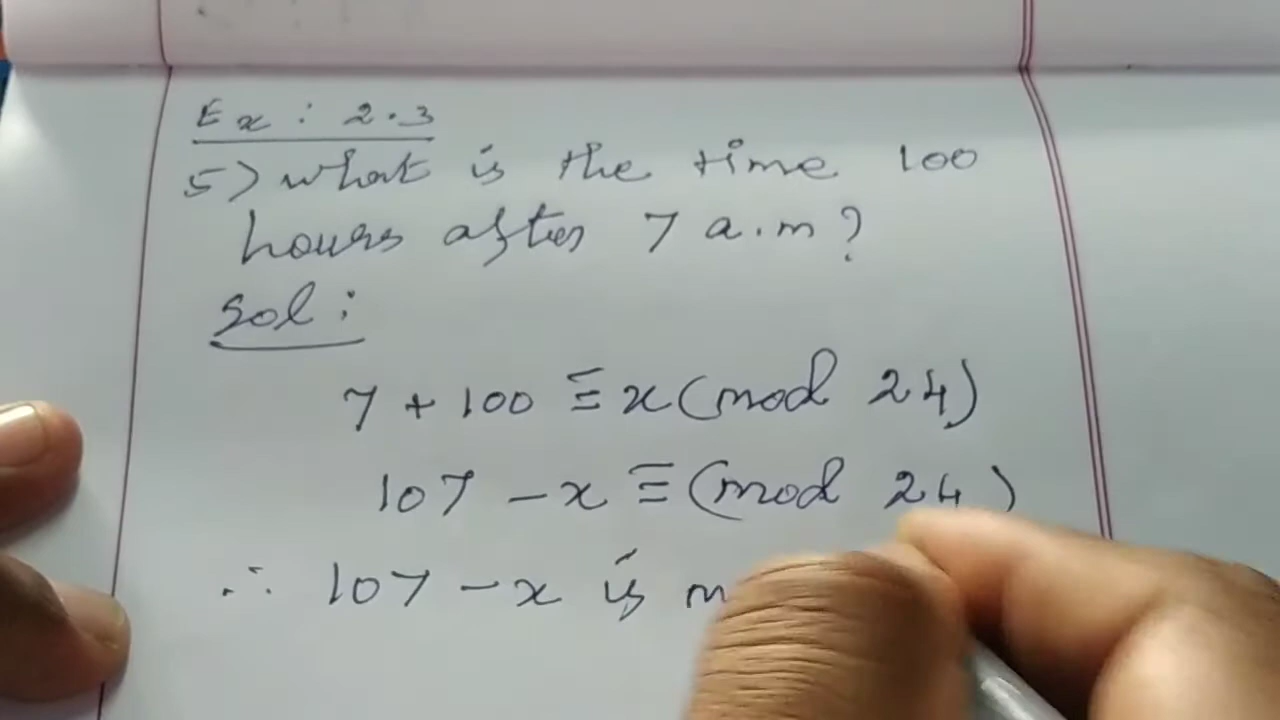 Ex : 2.3
5) What is the time 100
hours after 7 a.m?
Sol :
7 + 100 ≡ x (mod 24)
107 - x ≡ (mod 24)
∴ 107 - x is